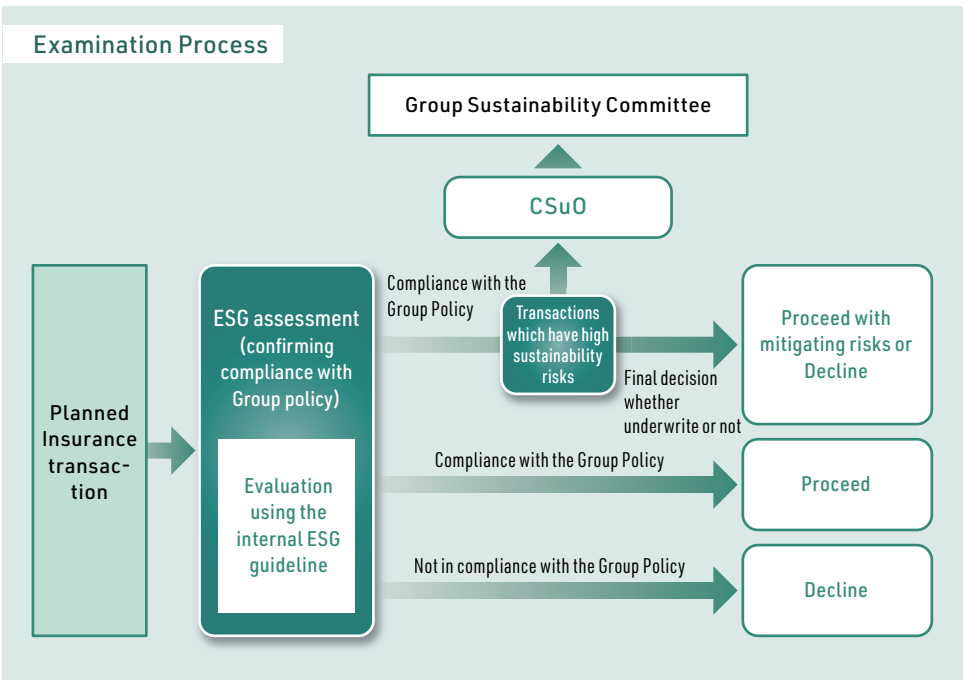 Examination Process
Group Sustainability Committee
CSuO
Planned
Insurance
transac-
tion
ESG assessment
(confirming
compliance with
Group policy)
Evaluation
using the
internal ESG
guideline
Compliance with the
Group Policy
Transactions
which have high
sustainability
risks
Final decision
whether
underwrite or not
Proceed with
mitigating risks or
Decline
Compliance with the Group Policy
Proceed
Not in compliance with the Group Policy
Decline